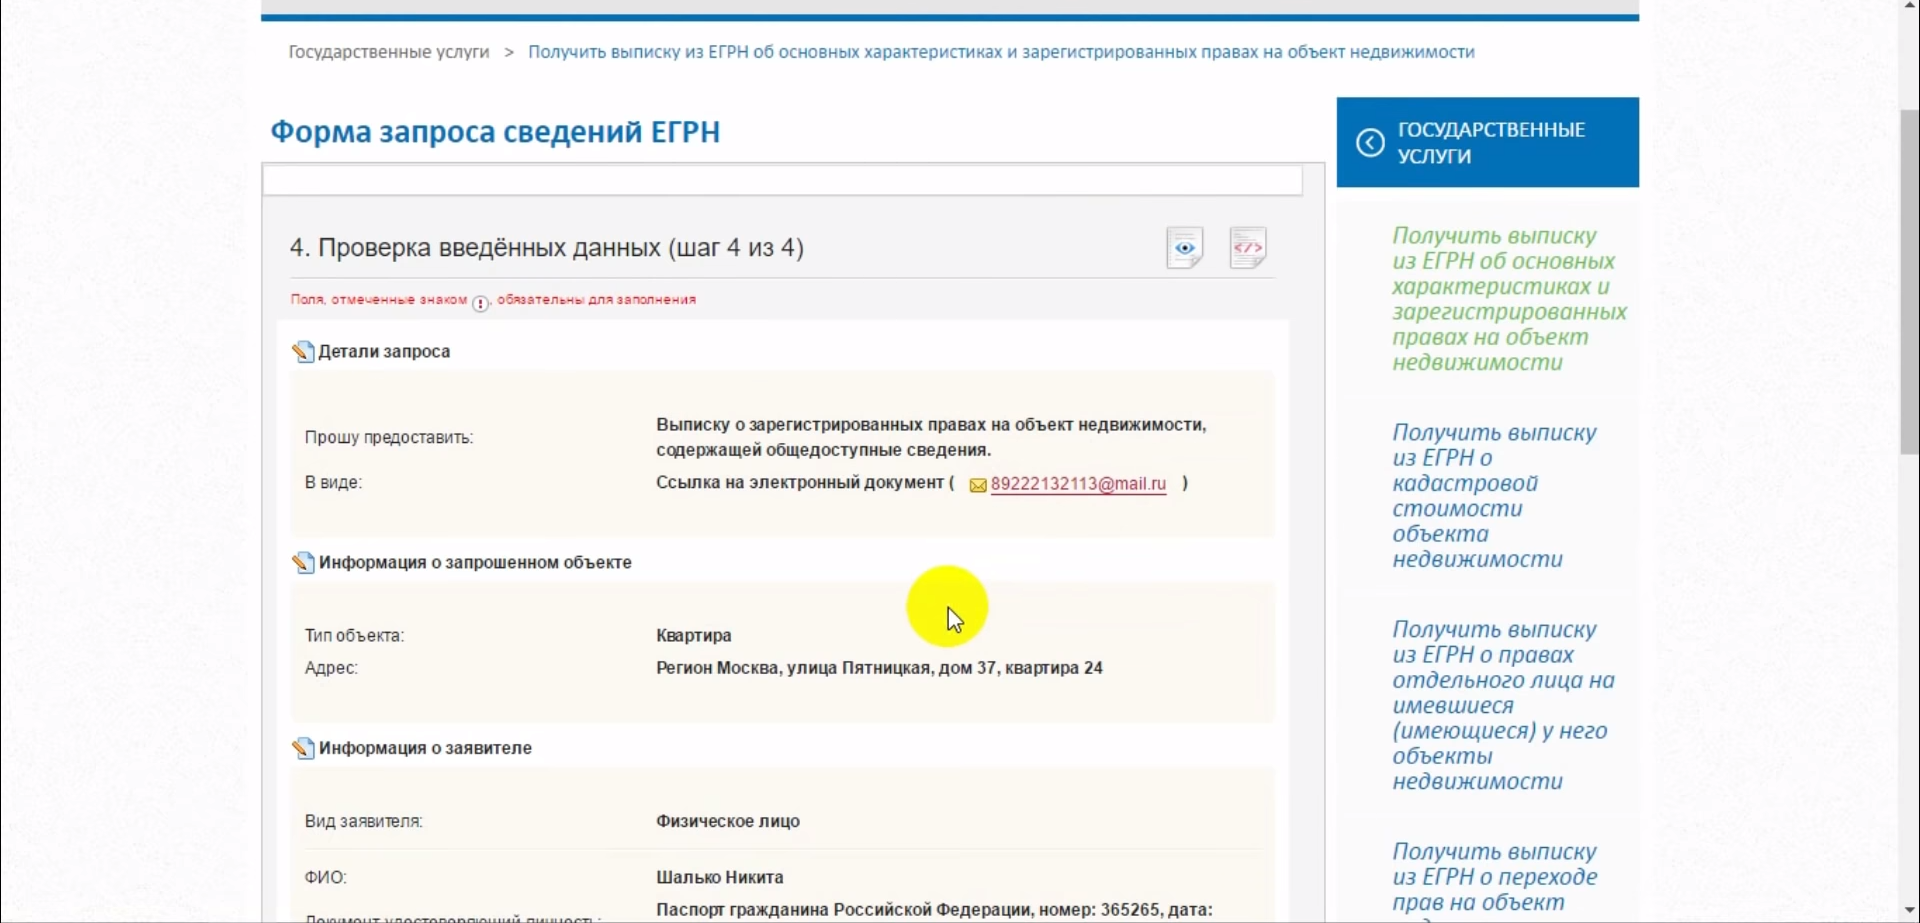 Государственные услуги > Получить выписку из ЕГРН об основных характеристиках и зарегистрированных правах на объект недвижимости
Форма запроса сведений ЕГРН
4. Проверка введённых данных (шаг 4 из 4)
Поля, отмеченные знаком , обязательны для заполнения
Детали запроса
Прошу предоставить:
Выписку о зарегистрированных правах на объект недвижимости,
содержащей общедоступные сведения.
В виде:
Ссылка на электронный документ ( 89222132113@mail.ru )
Информация о запрошенном объекте
Тип объекта:
Квартира
Адрес:
Регион Москва, улица Пятницкая, дом 37, квартира 24
Информация о заявителе
Вид заявителя:
Физическое лицо
ФИО:
Шалько Никита
Документ удостоверяющий личность:
Паспорт гражданина Российской Федерации, номер: 365265, дата:
ГОСУДАРСТВЕННЫЕ
УСЛУГИ
Получить выписку
из ЕГРН об основных
характеристиках и
зарегистрированных
правах на объект
недвижимости
Получить выписку
из ЕГРН о
кадастровой
стоимости
объекта
недвижимости
Получить выписку
из ЕГРН о правах
отдельного лица на
имевшиеся
(имеющиеся) у него
объекты
недвижимости
Получить выписку
из ЕГРН о переходе
прав на объект